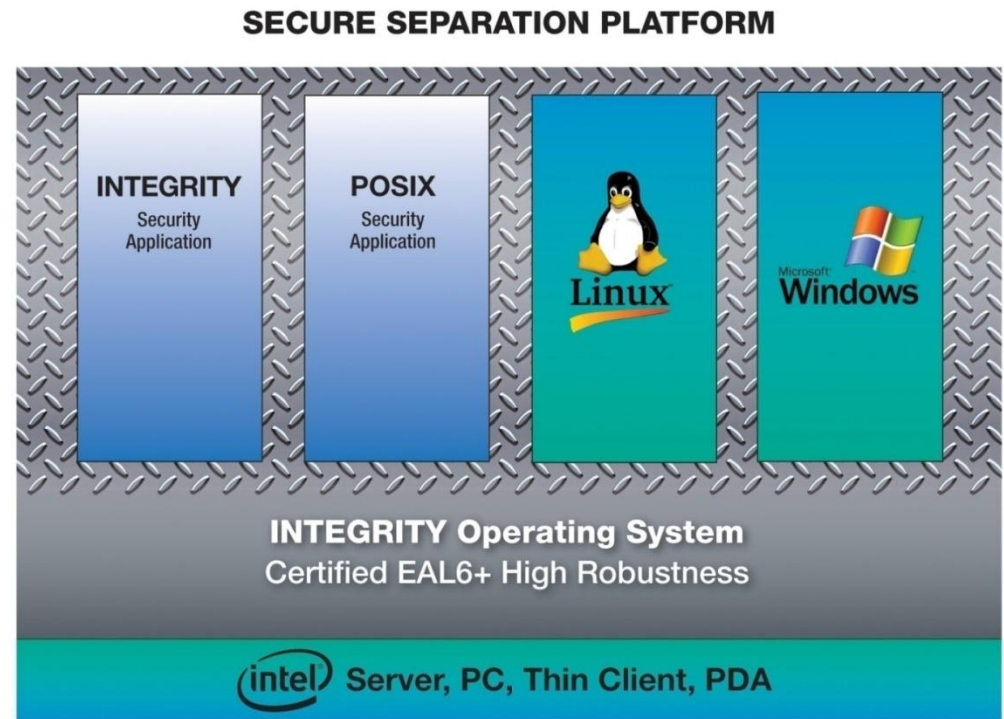 SECURE SEPARATION PLATFORM
INTEGRITY
Security
Application
POSIX
Security
Application
Linux
Microsoft
Windows
INTEGRITY Operating System
Certified EAL6+ High Robustness
intel Server, PC, Thin Client, PDA